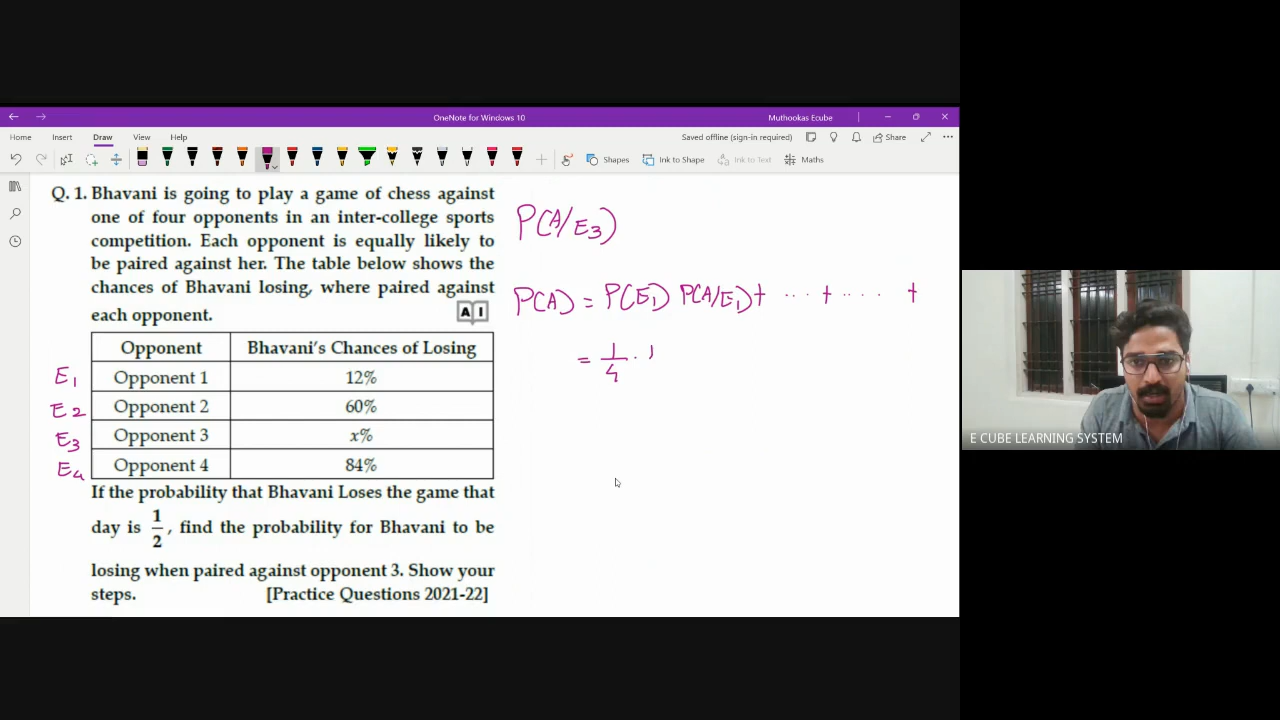 OneNote for Windows 10
Muthookas Ecube
Home Insert Draw View Help
Saved offline (sign-in required)
Share
Shapes
Ink to Shape
Ink to Text
Maths
Q. 1. Bhavani is going to play a game of chess against
one of four opponents in an inter-college sports
competition. Each opponent is equally likely to
be paired against her. The table below shows the
chances of Bhavani losing, where paired against
each opponent.
A I
Opponent Bhavani's Chances of Losing
E1 Opponent 1 12%
E2 Opponent 2 60%
E3 Opponent 3 x%
E4 Opponent 4 84%
If the probability that Bhavani Loses the game that
day is 1/2, find the probability for Bhavani to be
losing when paired against opponent 3. Show your
steps. [Practice Questions 2021-22]
P(A/E3)
P(A) = P(E1) P(A/E1) + .... + ..... +
= 1/4 .
E CUBE LEARNING SYSTEM